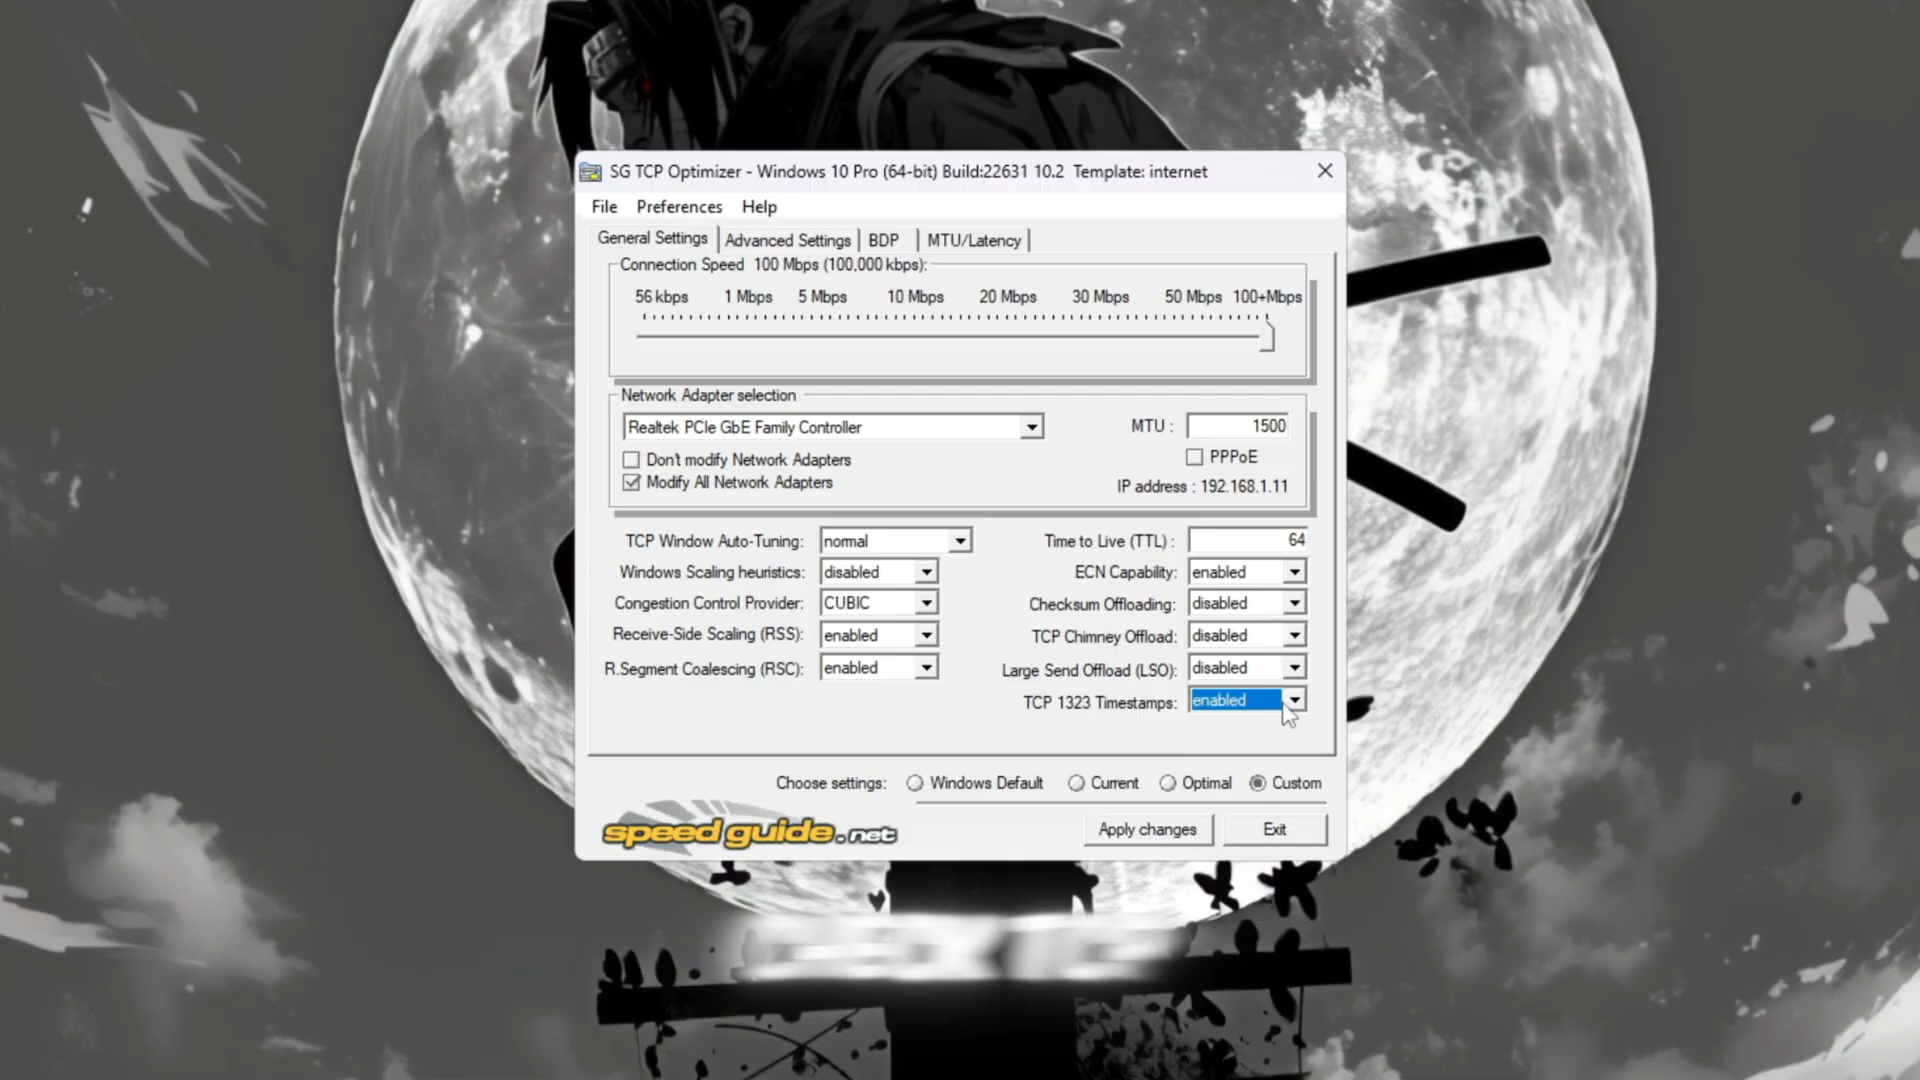 SG TCP Optimizer - Windows 10 Pro (64-bit) Build:22631 10.2 Template: internet
File Preferences Help
General Settings Advanced Settings BDP MTU/Latency
Connection Speed 100 Mbps (100,000 kbps):
56 kbps 1 Mbps 5 Mbps 10 Mbps 20 Mbps 30 Mbps 50 Mbps 100+Mbps
Network Adapter selection
Realtek PCIe GbE Family Controller MTU : 1500
Don't modify Network Adapters PPPoE
Modify All Network Adapters IP address : 192.168.1.11
TCP Window Auto-Tuning: normal Time to Live (TTL) : 64
Windows Scaling heuristics: disabled ECN Capability: enabled
Congestion Control Provider: CUBIC Checksum Offloading: disabled
Receive-Side Scaling (RSS): enabled TCP Chimney Offload: disabled
R.Segment Coalescing (RSC): enabled Large Send Offload (LSO): disabled
TCP 1323 Timestamps: enabled
Choose settings: Windows Default Current Optimal Custom
speed guide.net Apply changes Exit